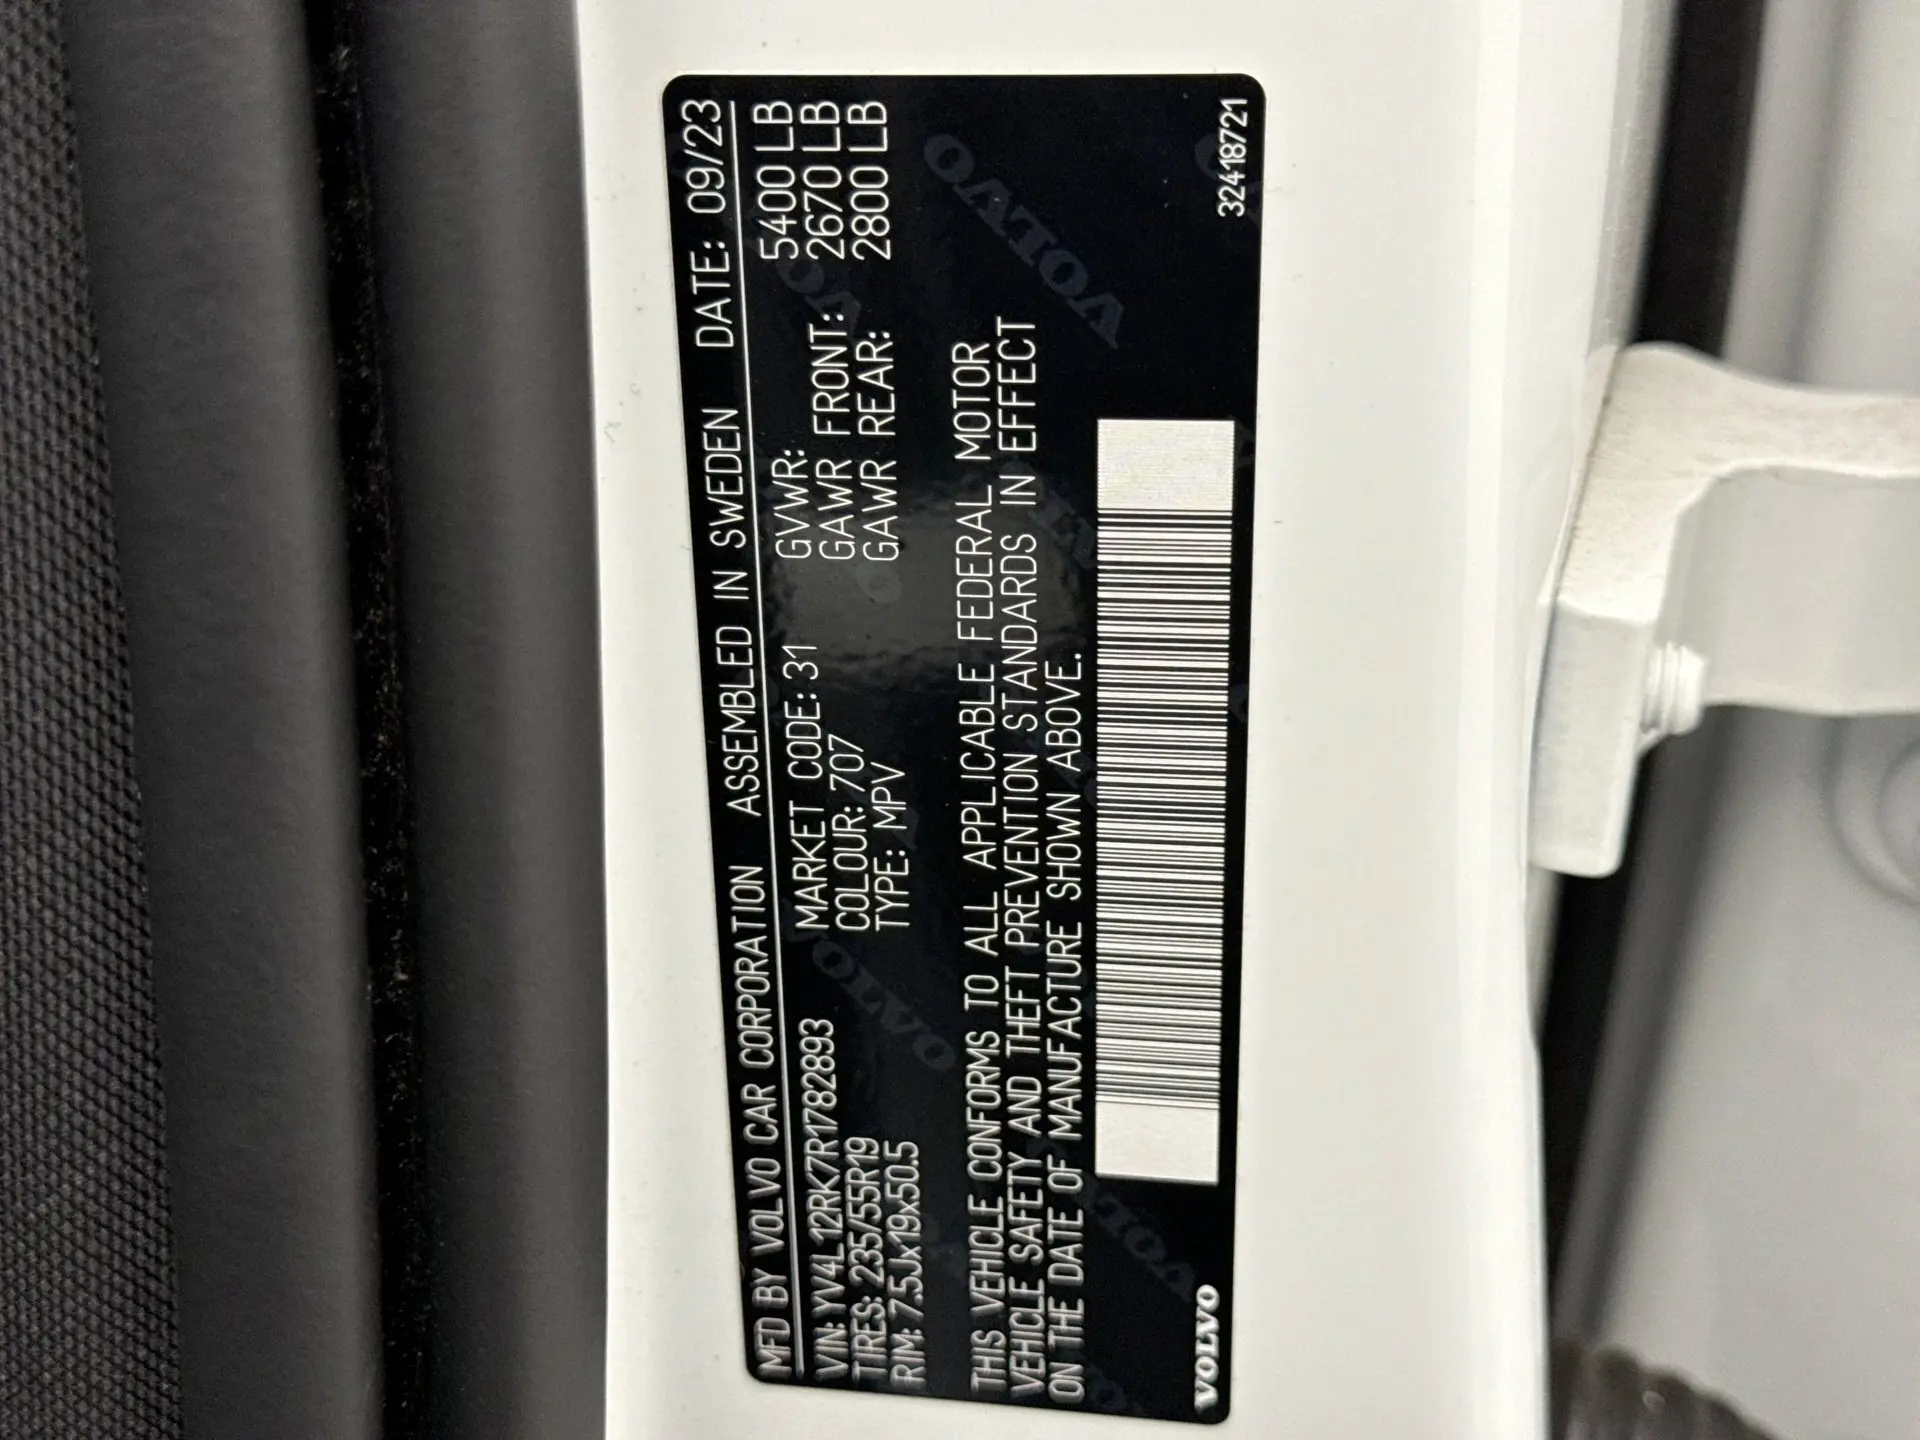 MFD BY VOLVO CAR CORPORATION ASSEMBLED IN SWEDEN DATE: 09/23
VIN: YV4L12RK7R1782893 MARKET CODE: 31 GVWR: 5400 LB
TIRES: 235/55R19 COLOUR: 707 GAWR FRONT: 2670 LB
RIM: 7.5Jx19x50.5 TYPE: MPV GAWR REAR: 2800 LB
THIS VEHICLE CONFORMS TO ALL APPLICABLE FEDERAL MOTOR
VEHICLE SAFETY AND THEFT PREVENTION STANDARDS IN EFFECT
ON THE DATE OF MANUFACTURE SHOWN ABOVE.
VOLVO 32418721